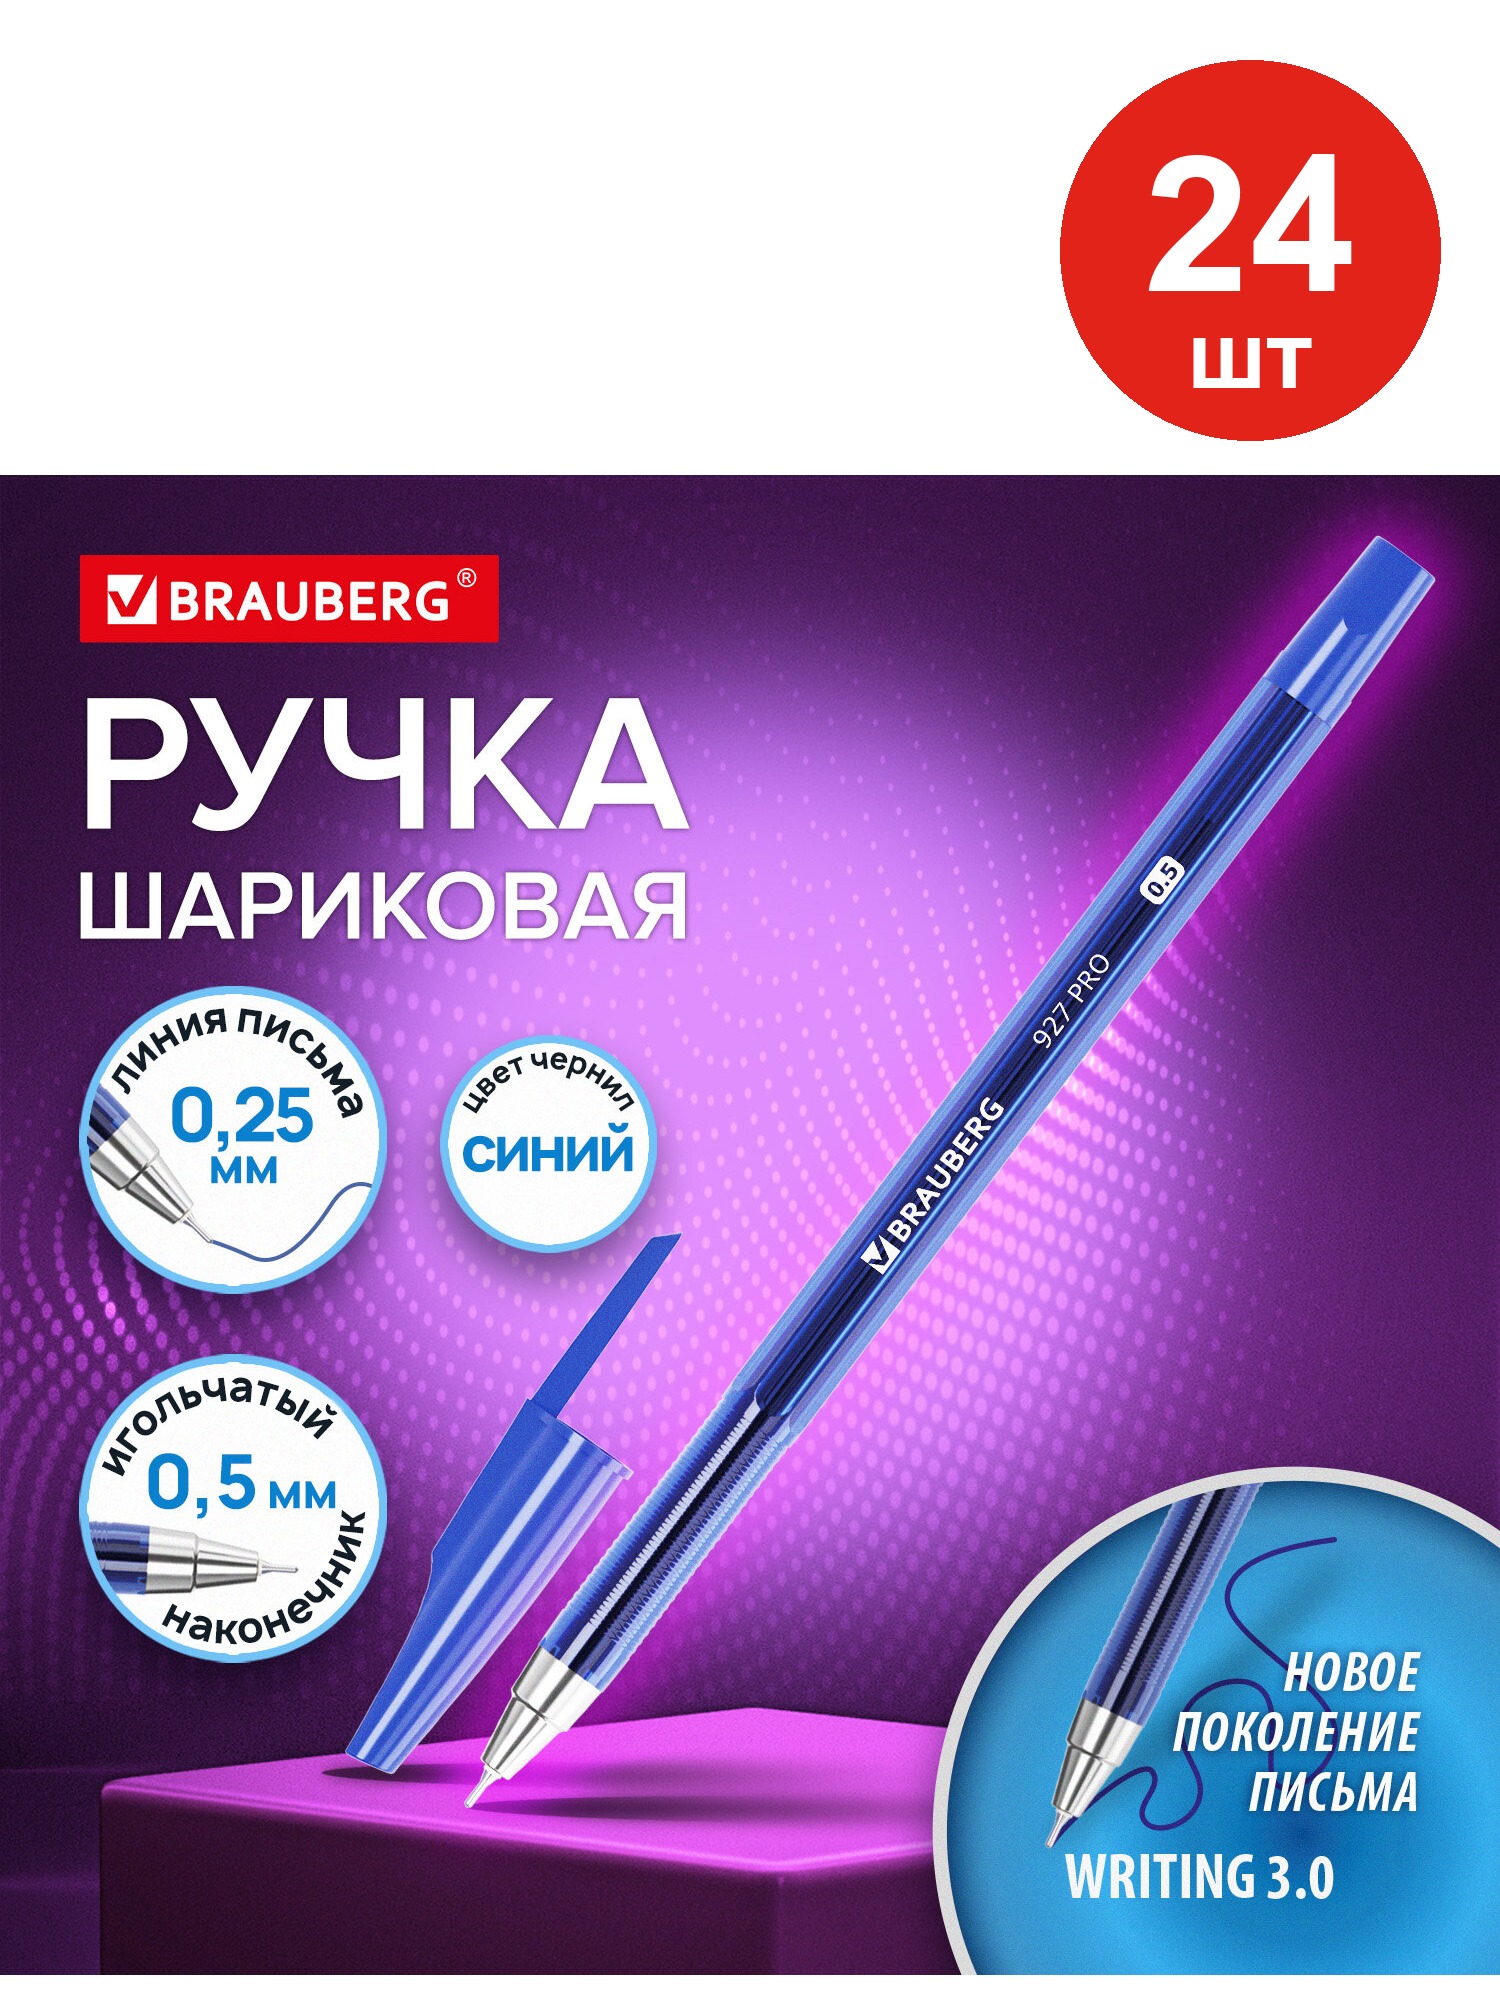 24
шт
BRAUBERG®
РУЧКА
ШАРИКОВАЯ
ЛИНИЯ ПИСЬМА
0,25
мм
цвет чернил
синий
игольчатый
0,5 мм
наконечник
BRAUBERG 927 PRO 0.5
НОВОЕ
ПОКОЛЕНИЕ
ПИСЬМА
WRITING 3.0